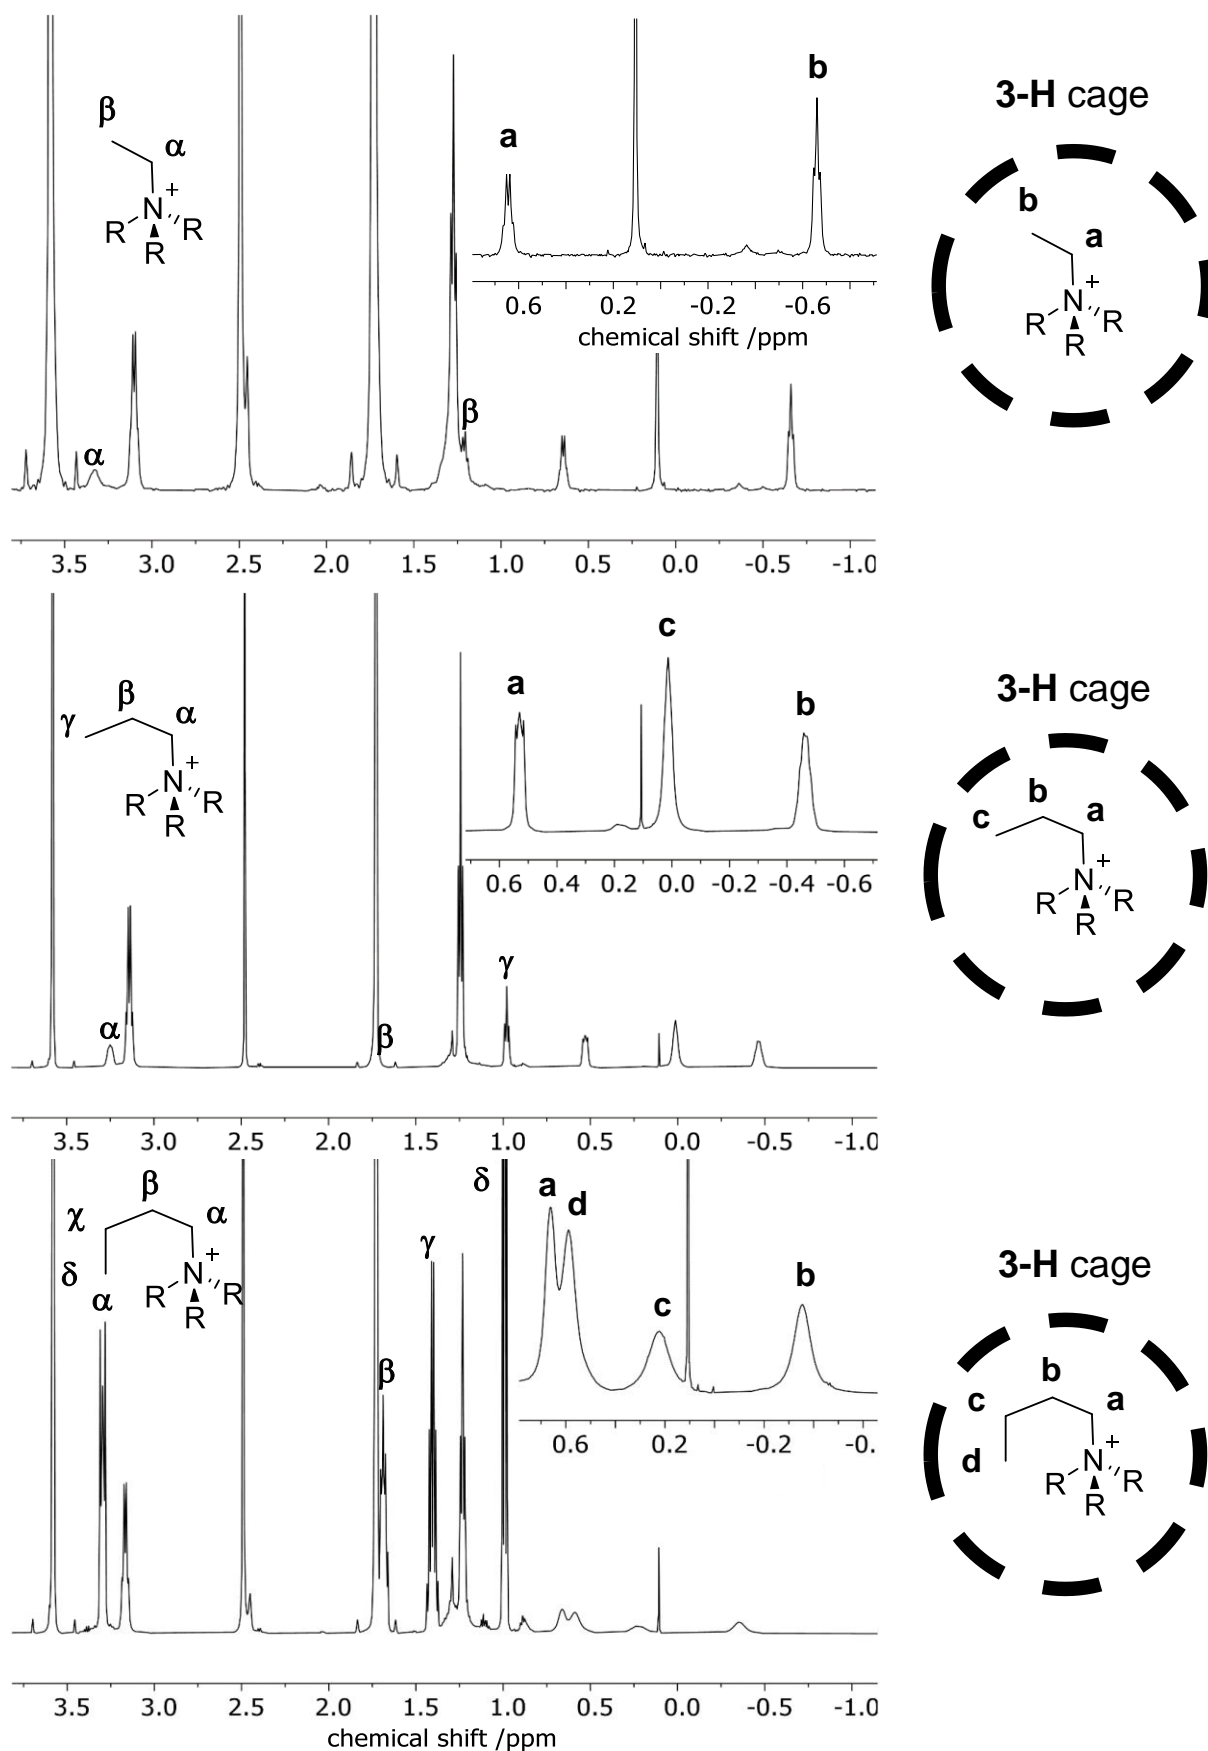 3-H cage
β
α
N
+
R
R
R
a
b
0.6
0.2
-0.2
-0.6
chemical shift /ppm
b
a
N
+
R
R
R
α
β
3.5 3.0 2.5 2.0 1.5 1.0 0.5 0.0 -0.5 -1.0
3-H cage
γ
β
α
N
+
R
R
R
a
c
b
0.6 0.4 0.2 0.0 -0.2 -0.4 -0.6
c
b
a
N
+
R
R
R
α
β
γ
3.5 3.0 2.5 2.0 1.5 1.0 0.5 0.0 -0.5 -1.0
3-H cage
χ
β
α
δ
N
+
R
R
R
α
β
γ
δ
a
d
c
b
0.6 0.2 -0.2 -0.
c
b
a
d
N
+
R
R
R
3.5 3.0 2.5 2.0 1.5 1.0 0.5 0.0 -0.5 -1.0
chemical shift /ppm